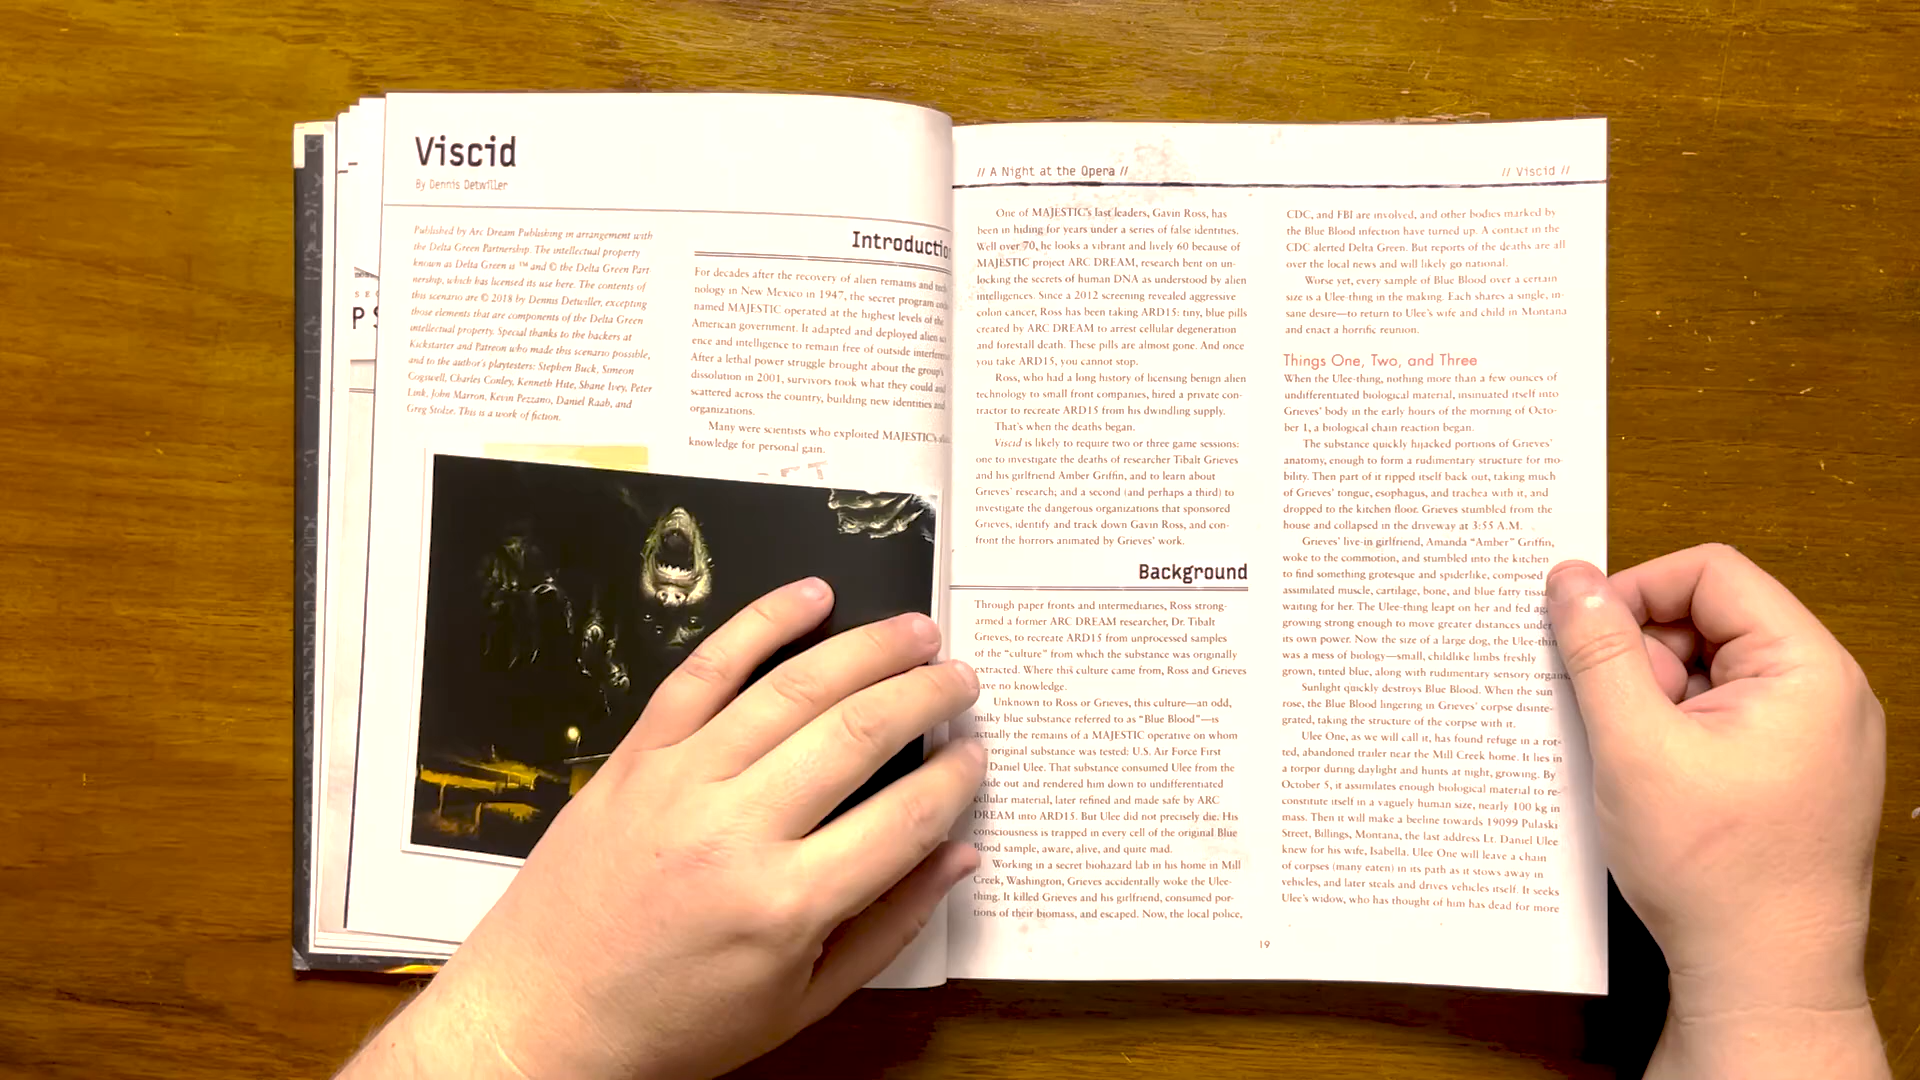 Viscid
By Dennis Detwiller
Published by Arc Dream Publishing in arrangement with
the Delta Green Partnership. The intellectual property
known as Delta Green is ™ and © the Delta Green Part
nership, which has licensed its use here. The contents of
this scenario are © 2018 by Dennis Detwiller, excepting
those elements that are components of the Delta Green
intellectual property. Special thanks to the backers at
Kickstarter and Patreon who made this scenario possible,
and to the author's playtesters: Stephen Buck, Simeon
Cogswell, Charles Conley, Kenneth Hite, Shane Ivey, Peter
Link, John Marron, Kevin Pezzano, Daniel Raab, and
Greg Stolze. This is a work of fiction.
Introductio
For decades after the recovery of alien remains and tech
nology in New Mexico in 1947, the secret program
named MAJESTIC operated at the highest levels of the
American government. It adapted and deployed alien sci
ence and intelligence to remain free of outside
After a lethal power struggle brought about the group's
dissolution in 2001, survivors took what they could and
scattered across the country, building new identities and
organizations.
Many were scientists who exploited MAJESTIC's
knowledge for personal gain.
// A Night at the Opera //
// Viscid //
One of MAJESTIC's last leaders, Gavin Ross, has
been in hiding for years under a series of false identities.
Well over 70, he looks a vibrant and lively 60 because of
MAJESTIC project ARC DREAM, research bent on un-
locking the secrets of human DNA as understood by alien
intelligences. Since a 2012 screening revealed aggressive
colon cancer, Ross has been taking ARD15: tiny, blue pills
created by ARC DREAM to arrest cellular degeneration
and forestall death. These pills are almost gone. And once
you take ARD15, you cannot stop.
Ross, who had a long history of licensing benign alien
technology to small front companies, hired a private con-
tractor to recreate ARD15 from his dwindling supply.
That's when the deaths began.
Viscid is likely to require two or three game sessions:
one to investigate the deaths of researcher Tibalt Grieves
and his girlfriend Amber Griffin, and to learn about
Grieves' research; and a second (and perhaps a third) to
investigate the dangerous organizations that sponsored
Grieves, identify and track down Gavin Ross, and con-
front the horrors animated by Grieves' work.
Background
Through paper fronts and intermediaries, Ross strong-
armed a former ARC DREAM researcher, Dr. Tibalt
Grieves, to recreate ARD15 from unprocessed samples
of the "culture" from which the substance was originally
extracted. Where this culture came from, Ross and Grieves
have no knowledge.
Unknown to Ross or Grieves, this culture—an odd,
milky blue substance referred to as "Blue Blood"—is
actually the remains of a MAJESTIC operative on whom
original substance was tested: U.S. Air Force First
Daniel Ulee. That substance consumed Ulee from the
side out and rendered him down to undifferentiated
cellular material, later refined and made safe by ARC
DREAM into ARD15. But Ulee did not precisely die. His
consciousness is trapped in every cell of the original Blue
Blood sample, aware, alive, and quite mad.
Working in a secret biohazard lab in his home in Mill
Creek, Washington, Grieves accidentally woke the Ulee-
thing. It killed Grieves and his girlfriend, consumed por-
tions of their biomass, and escaped. Now, the local police,
CDC, and FBI are involved, and other bodies marked by
the Blue Blood infection have turned up. A contact in the
CDC alerted Delta Green. But reports of the deaths are all
over the local news and will likely go national.
Worse yet, every sample of Blue Blood over a certain
size is a Ulee-thing in the making. Each shares a single, in-
sane desire—to return to Ulee's wife and child in Montana
and enact a horrific reunion.
Things One, Two, and Three
When the Ulee-thing, nothing more than a few ounces of
undifferentiated biological material, insinuated itself into
Grieves' body in the early hours of the morning of Octo-
ber 1, a biological chain reaction began.
The substance quickly hijacked portions of Grieves'
anatomy, enough to form a rudimentary structure for mo-
bility. Then part of it ripped itself back out, taking much
of Grieves' tongue, esophagus, and trachea with it, and
dropped to the kitchen floor. Grieves stumbled from the
house and collapsed in the driveway at 3:55 A.M.
Grieves' live-in girlfriend, Amanda "Amber" Griffin,
woke to the commotion, and stumbled into the kitchen
to find something grotesque and spiderlike, composed
assimilated muscle, cartilage, bone, and blue fatty tissu
waiting for her. The Ulee-thing leapt on her and fed
growing strong enough to move greater distances under
its own power. Now the size of a large dog, the Ulee-thin
was a mess of biology—small, childlike limbs freshly
grown, tinted blue, along with rudimentary sensory organs.
Sunlight quickly destroys Blue Blood. When the sun
rose, the Blue Blood lingering in Grieves' corpse disinte-
grated, taking the structure of the corpse with it.
Ulee One, as we will call it, has found refuge in a rot-
ted, abandoned trailer near the Mill Creek home. It lies in
a torpor during daylight and hunts at night, growing. By
October 5, it assimilates enough biological material to re-
constitute itself in a vaguely human size, nearly 100 kg in
mass. Then it will make a beeline towards 19099 Pulaski
Street, Billings, Montana, the last address Lt. Daniel Ulee
knew for his wife, Isabella. Ulee One will leave a chain
of corpses (many eaten) in its path as it stows away in
vehicles, and later steals and drives vehicles itself. It seeks
Ulee's widow, who has thought of him has dead for more
19